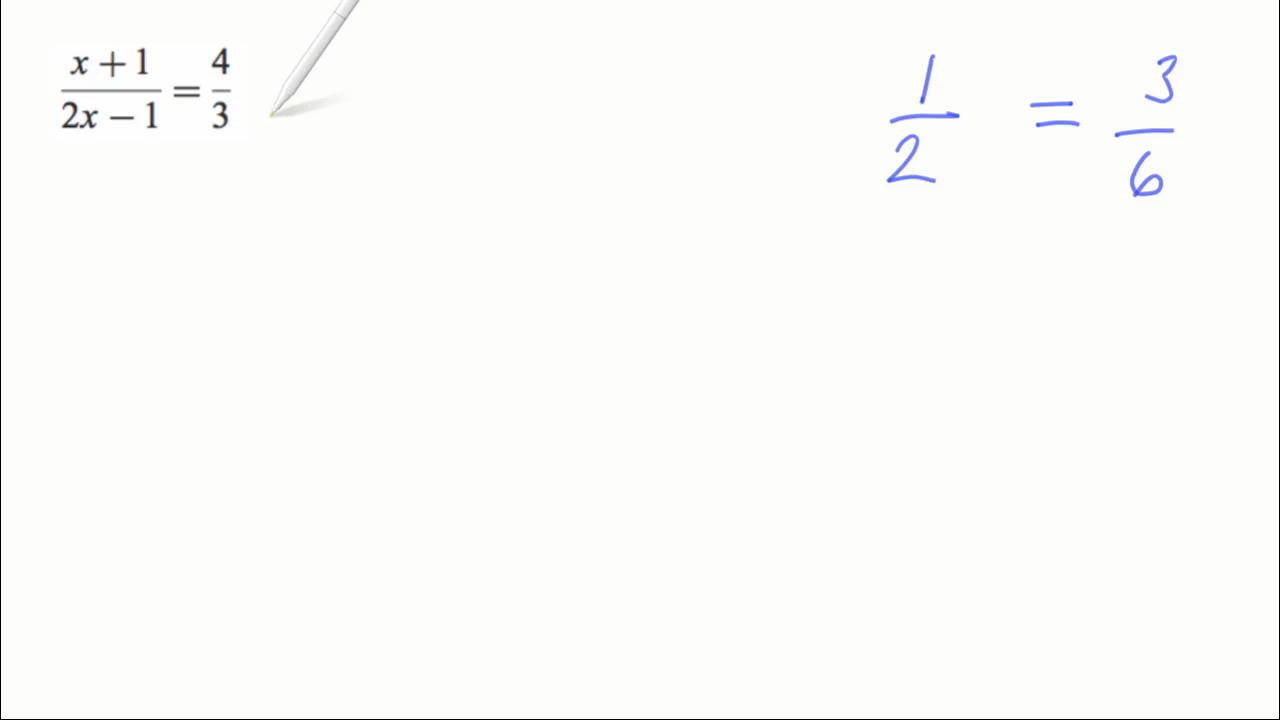 x + 1 / 2x − 1 = 4 / 3
1 / 2 = 3 / 6